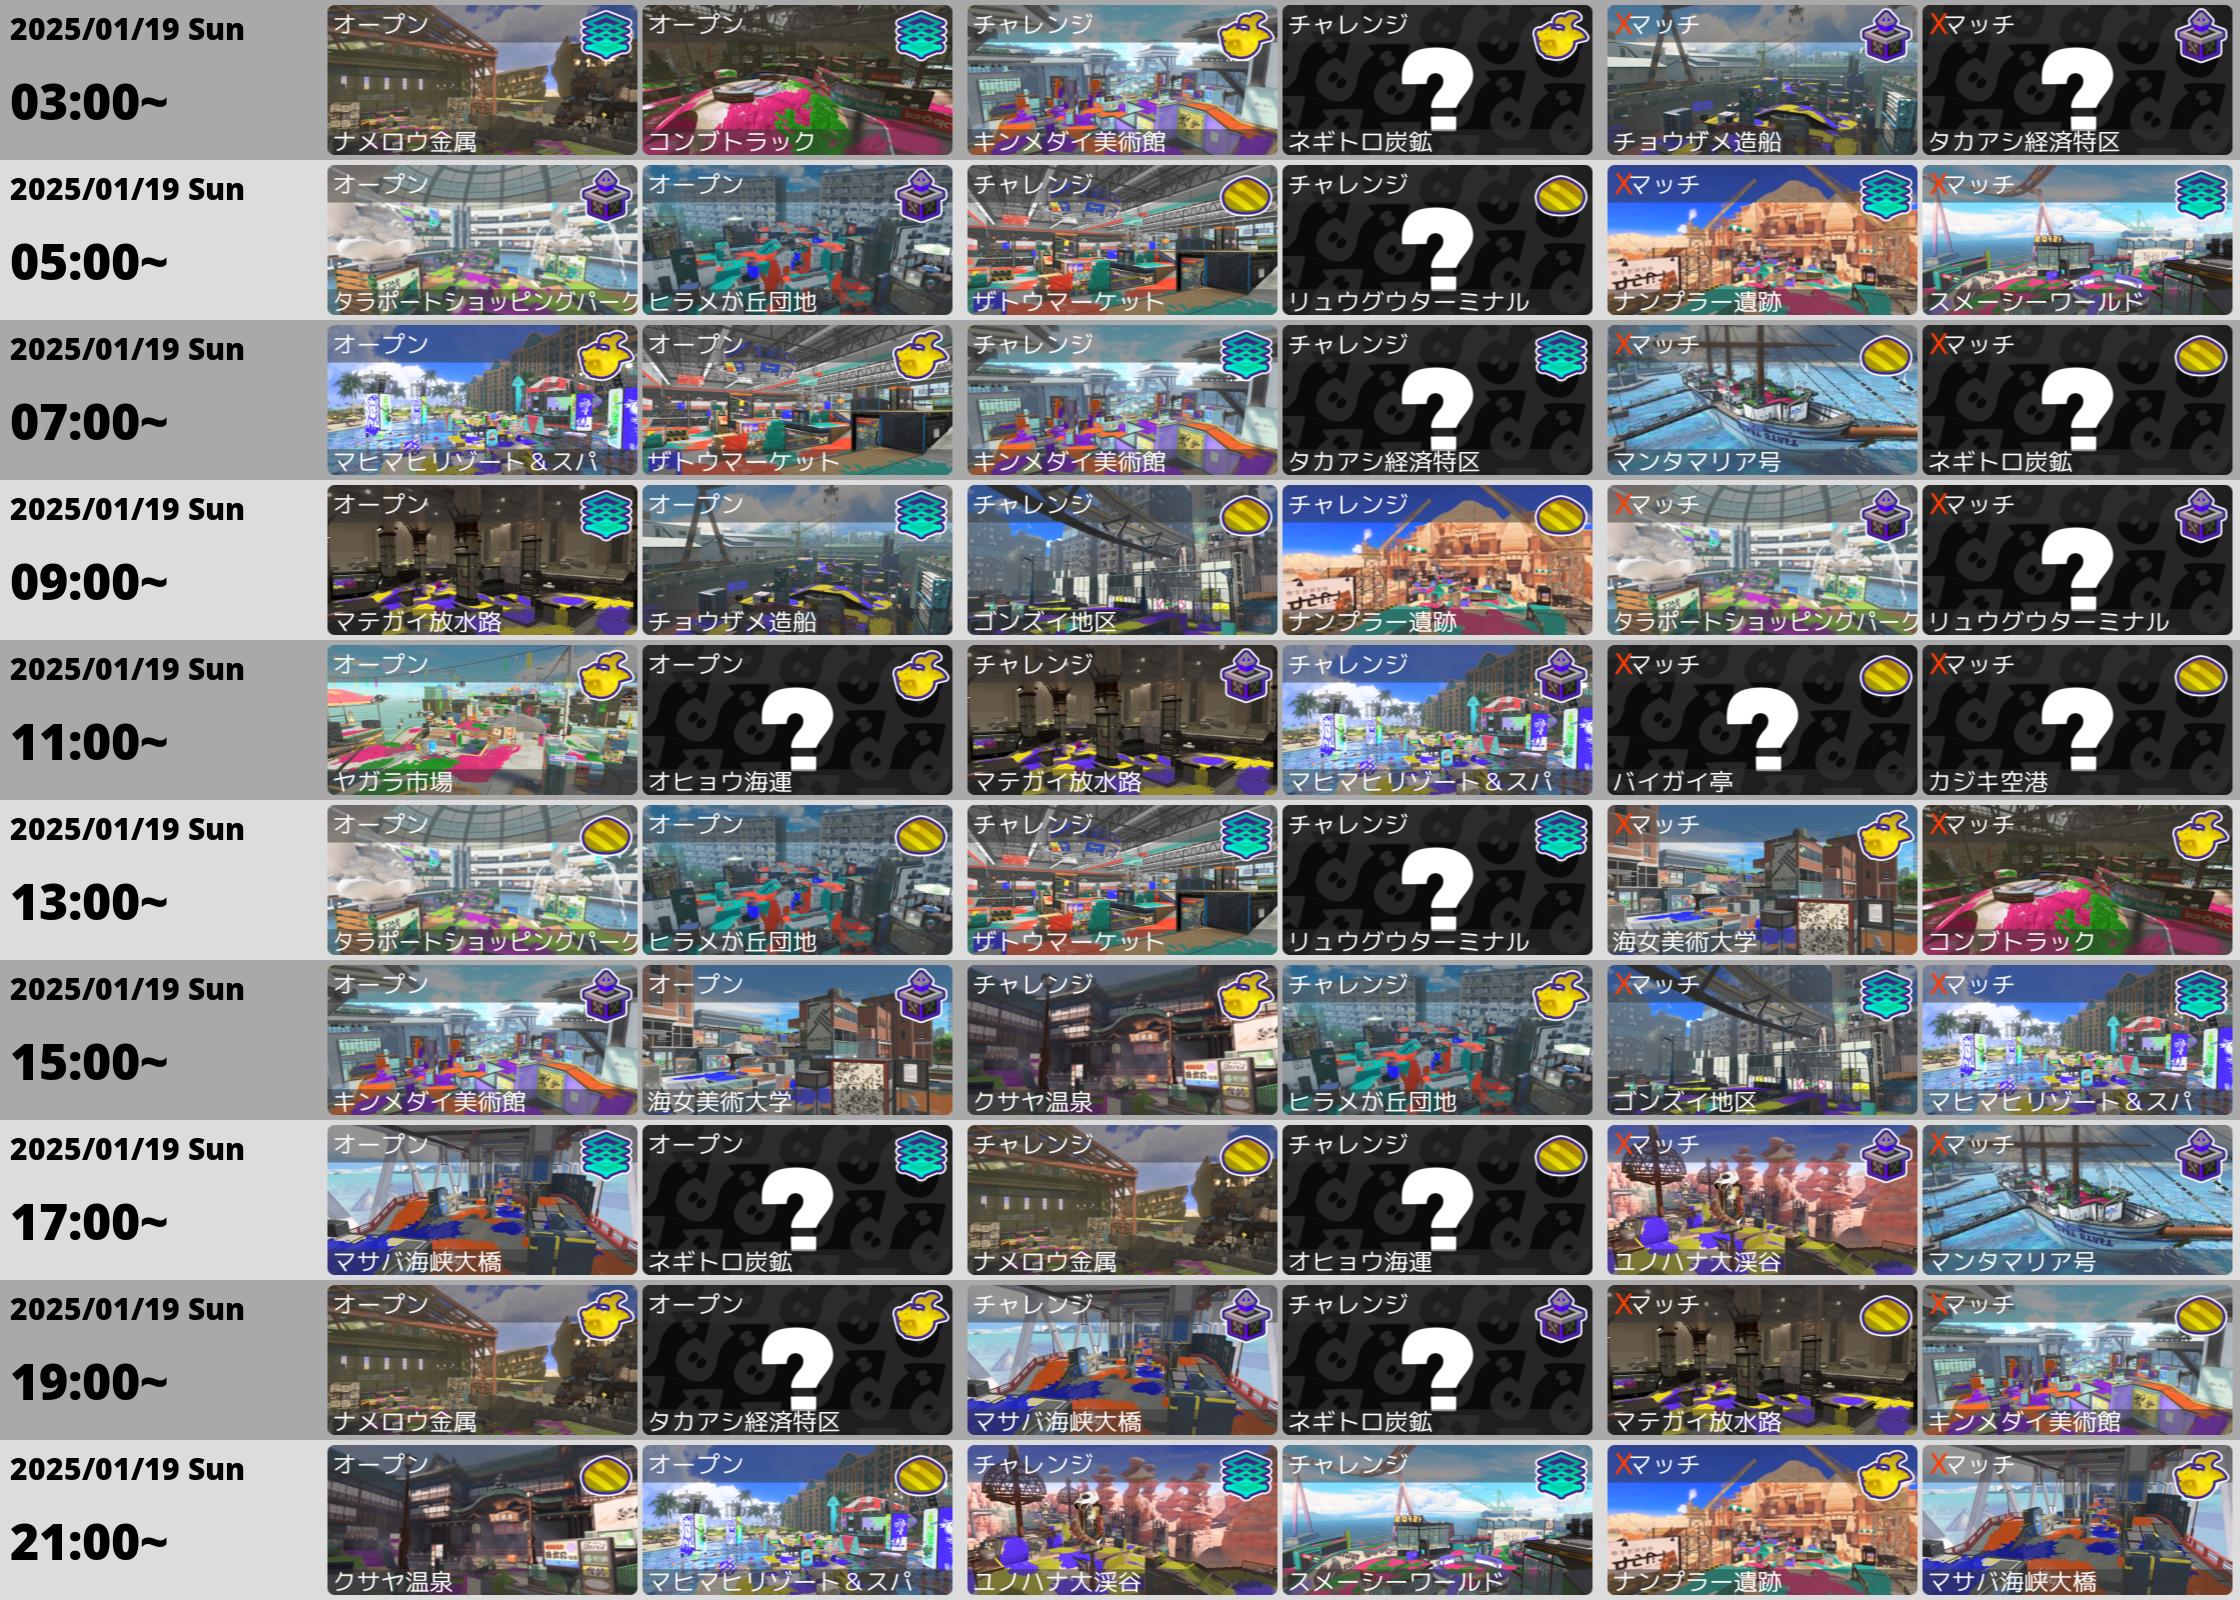 2025/01/19 Sun
03:00~
オープン
ナメロウ金属
オープン
コンブトラック
チャレンジ
キンメダイ美術館
チャレンジ
ネギトロ炭鉱
Xマッチ
チョウザメ造船
Xマッチ
タカアシ経済特区
2025/01/19 Sun
05:00~
オープン
タラポートショッピングパーク
オープン
ヒラメが丘団地
チャレンジ
ザトウマーケット
チャレンジ
リュウグウターミナル
Xマッチ
ナンプラー遺跡
Xマッチ
スメーシーワールド
2025/01/19 Sun
07:00~
オープン
マヒマヒリゾート＆スパ
オープン
ザトウマーケット
チャレンジ
キンメダイ美術館
チャレンジ
タカアシ経済特区
Xマッチ
マンタマリア号
Xマッチ
ネギトロ炭鉱
2025/01/19 Sun
09:00~
オープン
マテガイ放水路
オープン
チョウザメ造船
チャレンジ
ゴンズイ地区
チャレンジ
ナンプラー遺跡
Xマッチ
タラポートショッピングパーク
Xマッチ
リュウグウターミナル
2025/01/19 Sun
11:00~
オープン
ヤガラ市場
オープン
オヒョウ海運
チャレンジ
マテガイ放水路
チャレンジ
マヒマヒリゾート＆スパ
Xマッチ
バイガイ亭
Xマッチ
カジキ空港
2025/01/19 Sun
13:00~
オープン
タラポートショッピングパーク
オープン
ヒラメが丘団地
チャレンジ
ザトウマーケット
チャレンジ
リュウグウターミナル
Xマッチ
海女美術大学
Xマッチ
コンブトラック
2025/01/19 Sun
15:00~
オープン
キンメダイ美術館
オープン
海女美術大学
チャレンジ
クサヤ温泉
チャレンジ
ヒラメが丘団地
Xマッチ
ゴンズイ地区
Xマッチ
マヒマヒリゾート＆スパ
2025/01/19 Sun
17:00~
オープン
マサバ海峡大橋
オープン
ネギトロ炭鉱
チャレンジ
ナメロウ金属
チャレンジ
オヒョウ海運
Xマッチ
ユノハナ大渓谷
Xマッチ
マンタマリア号
2025/01/19 Sun
19:00~
オープン
ナメロウ金属
オープン
タカアシ経済特区
チャレンジ
マサバ海峡大橋
チャレンジ
ネギトロ炭鉱
Xマッチ
マテガイ放水路
Xマッチ
キンメダイ美術館
2025/01/19 Sun
21:00~
オープン
クサヤ温泉
オープン
マヒマヒリゾート＆スパ
チャレンジ
ユノハナ大渓谷
チャレンジ
スメーシーワールド
Xマッチ
ナンプラー遺跡
Xマッチ
マサバ海峡大橋